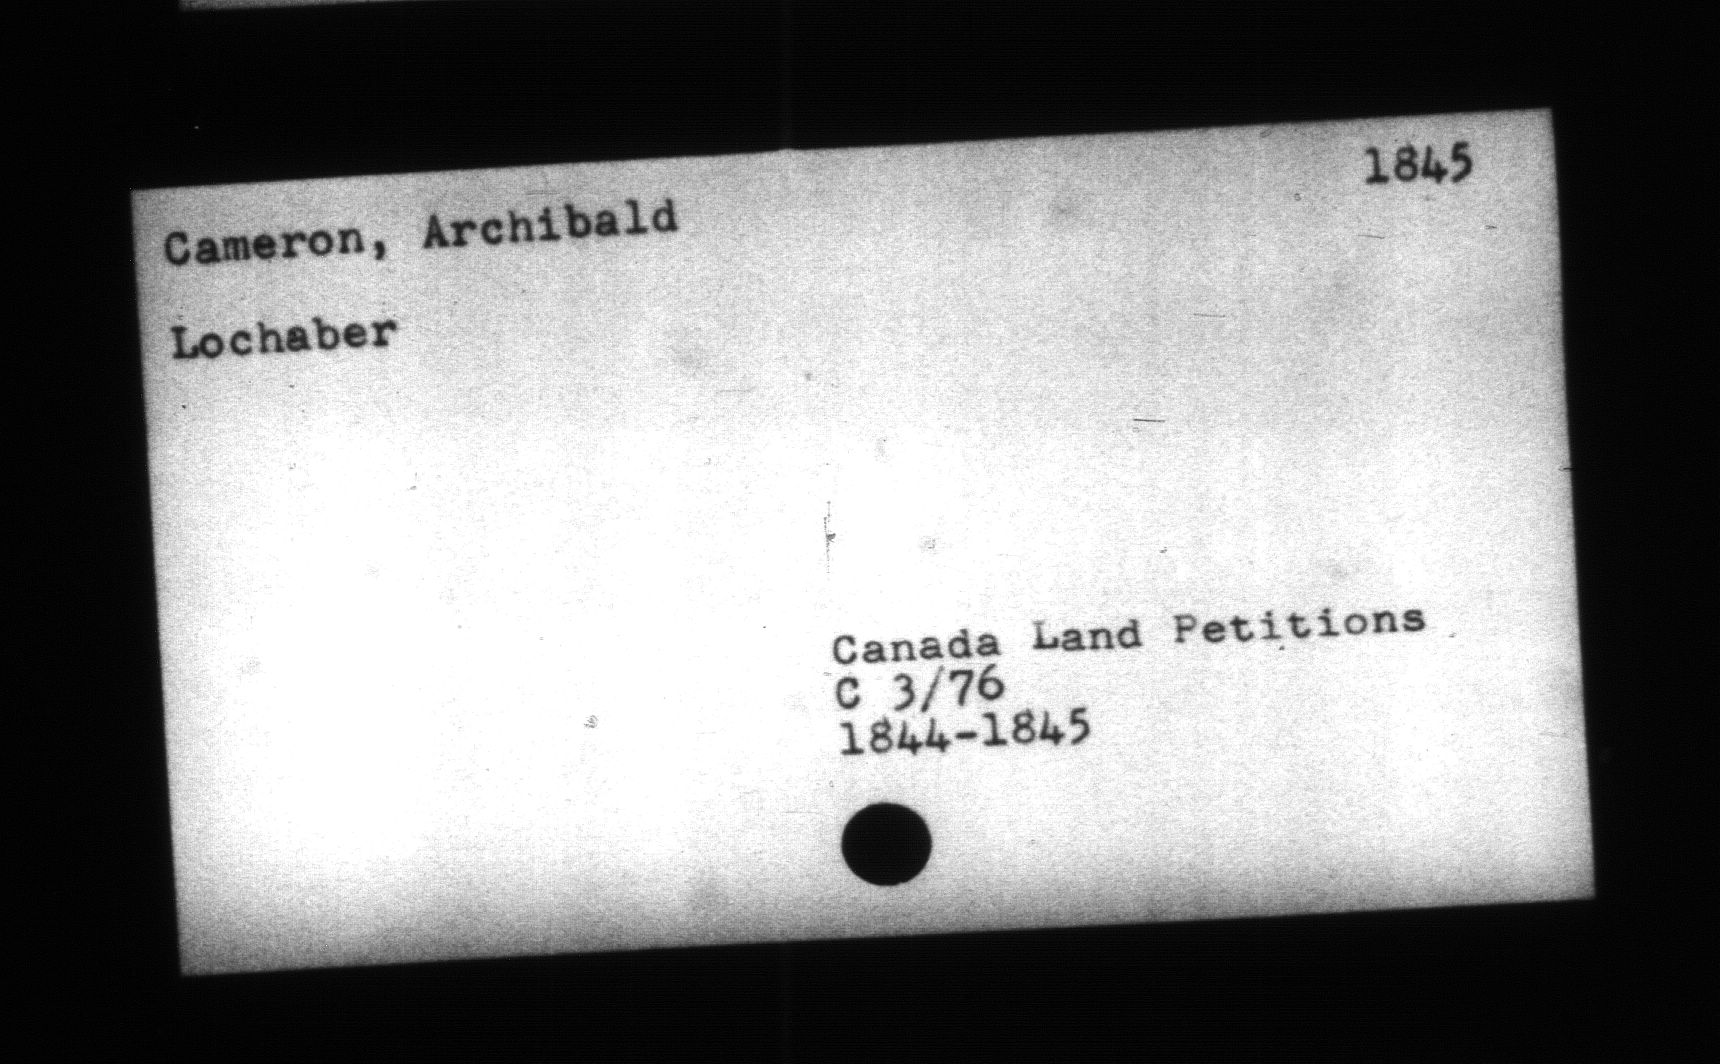 1845
Cameron, Archibald
Lochaber
Canada Land Petitions
C 3/76
1844-1845